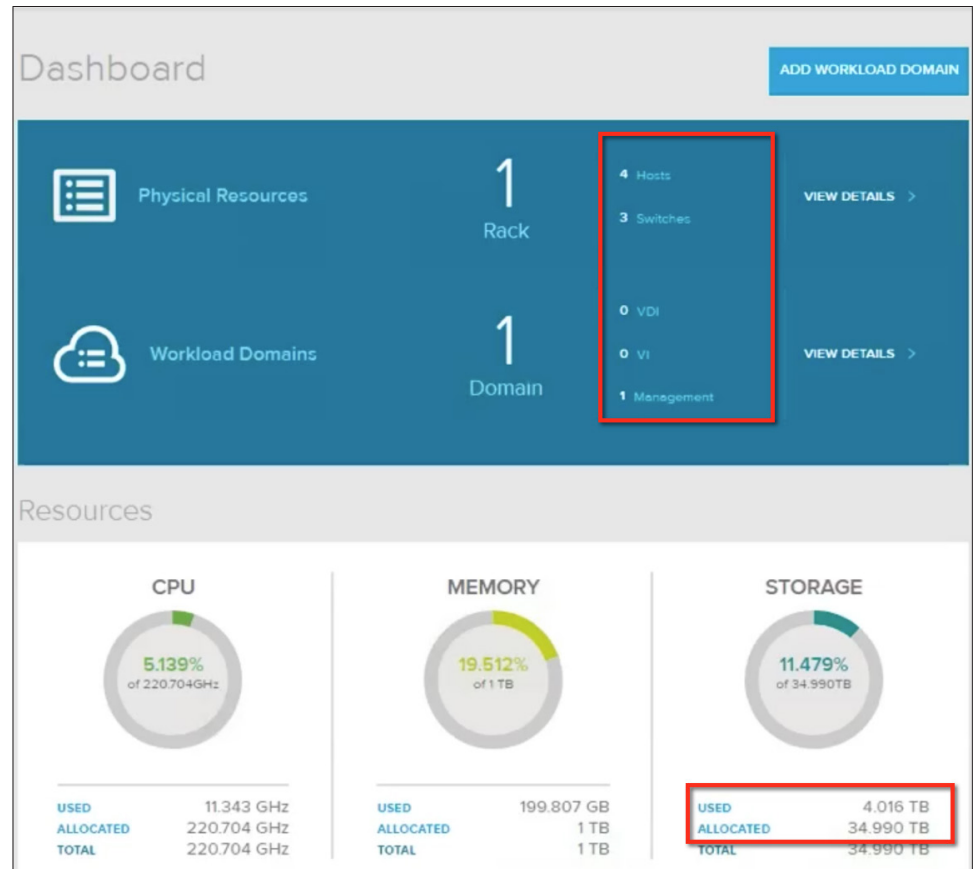 Dashboard
ADD WORKLOAD DOMAIN
Physical Resources
1
Rack
4 Hosts
3 Switches
VIEW DETAILS >
Workload Domains
1
Domain
0 VDI
0 VI
1 Management
VIEW DETAILS >
Resources
CPU
5.139%
of 220.704GHz
USED 11.343 GHz
ALLOCATED 220.704 GHz
TOTAL 220.704 GHz
MEMORY
19.512%
of 1 TB
USED 199.807 GB
ALLOCATED 1 TB
TOTAL 1 TB
STORAGE
11.479%
of 34.990TB
USED 4.016 TB
ALLOCATED 34.990 TB
TOTAL 34.990 TB